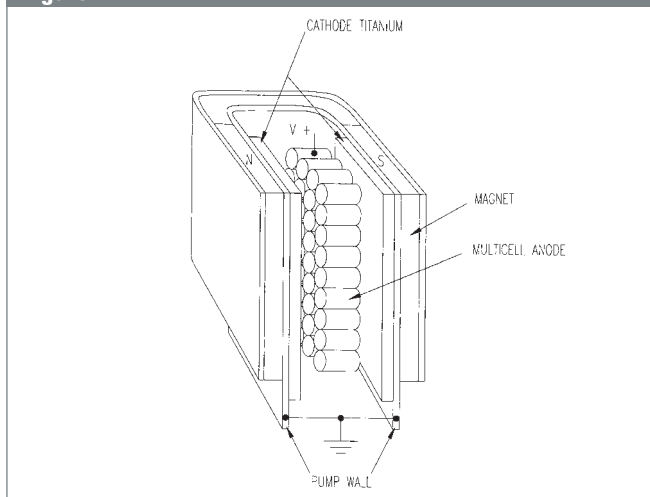 CATHODE TITANIUM
V +
N
S
MAGNET
MULTICELL ANODE
PUMP WALL